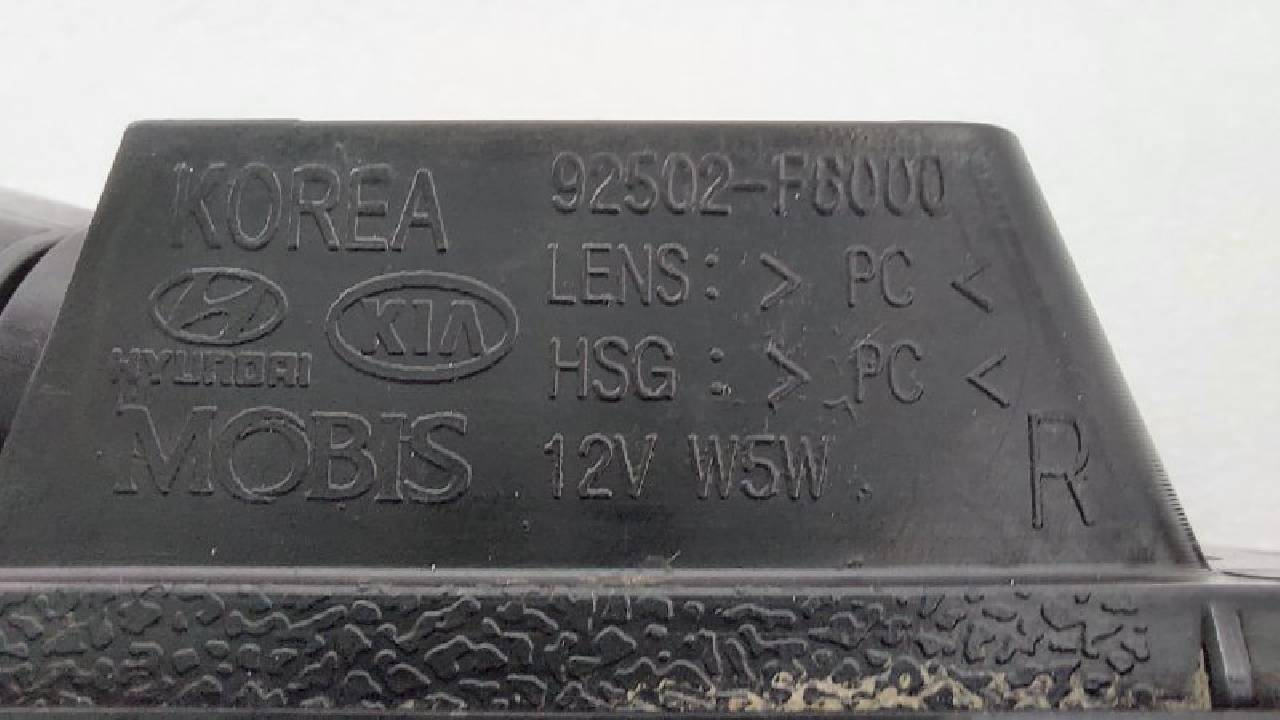 KOREA
HYUNDAI
KIA
MOBIS
92502-F6000
LENS: > PC <
HSG : > PC <
12V W5W .
R